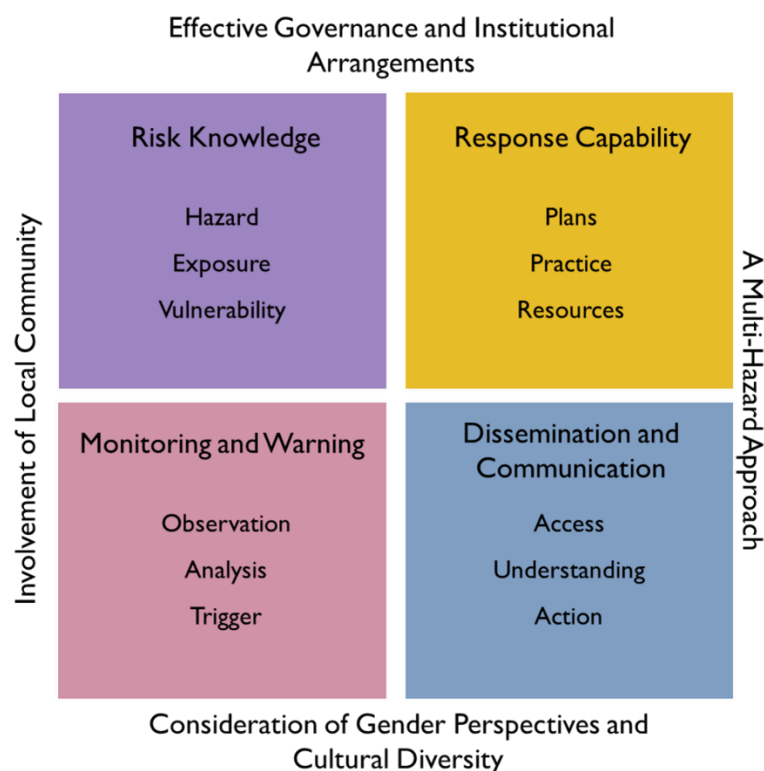 Effective Governance and Institutional
Arrangements
Risk Knowledge
Hazard
Exposure
Vulnerability
Response Capability
Plans
Practice
Resources
Involvement of Local Community
A Multi-Hazard Approach
Monitoring and Warning
Observation
Analysis
Trigger
Dissemination and
Communication
Access
Understanding
Action
Consideration of Gender Perspectives and
Cultural Diversity